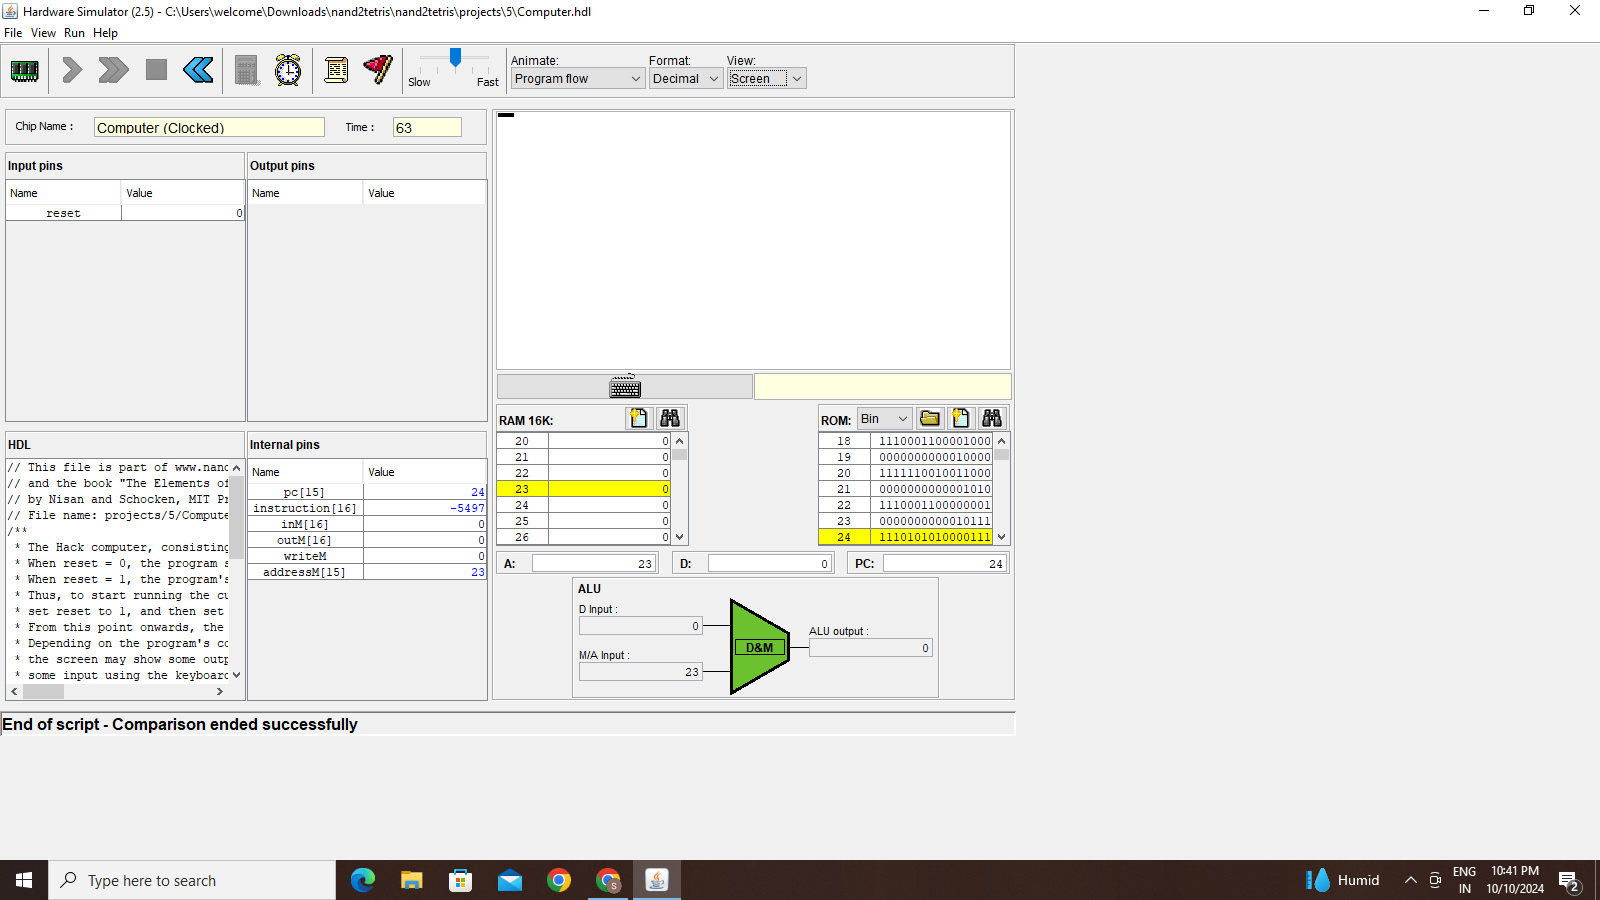 Hardware Simulator (2.5) - C:\Users\welcome\Downloads\nand2tetris\nand2tetris\projects\5\Computer.hdl
File View Run Help
Slow Fast
Animate: Format: View:
Program flow Decimal Screen
Chip Name : Computer (Clocked) Time : 63
Input pins
Name Value
reset 0
Output pins
Name Value
HDL
// This file is part of www.nand
// and the book "The Elements of
// by Nisan and Schocken, MIT Pr
// File name: projects/5/Compute
/**
* The Hack computer, consisting
* When reset = 0, the program s
* When reset = 1, the program's
* Thus, to start running the cu
* set reset to 1, and then set
* From this point onwards, the
* Depending on the program's co
* the screen may show some outp
* some input using the keyboard
Internal pins
Name Value
pc[15] 24
instruction[16] -5497
inM[16] 0
outM[16] 0
writeM 0
addressM[15] 23
RAM 16K:
20 0
21 0
22 0
23 0
24 0
25 0
26 0
ROM: Bin
18 1110001100001000
19 0000000000010000
20 1111110010011000
21 0000000000001010
22 1110001100000001
23 0000000000010111
24 1110101010000111
A: 23 D: 0 PC: 24
ALU
D Input :
0
M/A Input :
23
D&M
ALU output :
0
End of script - Comparison ended successfully
Type here to search
S
Humid
ENG
IN
10:41 PM
10/10/2024
2